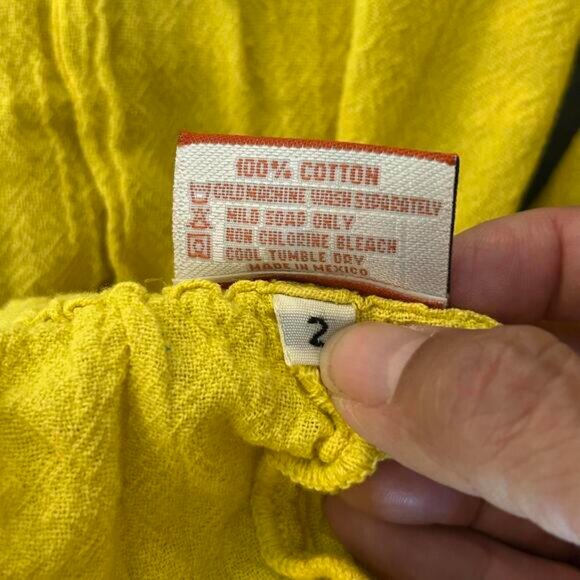 100% COTTON
COLD MACHINE WASH SEPARATELY
MILD SOAP ONLY
NON CHLORINE BLEACH
COOL TUMBLE DRY
MADE IN MEXICO
2